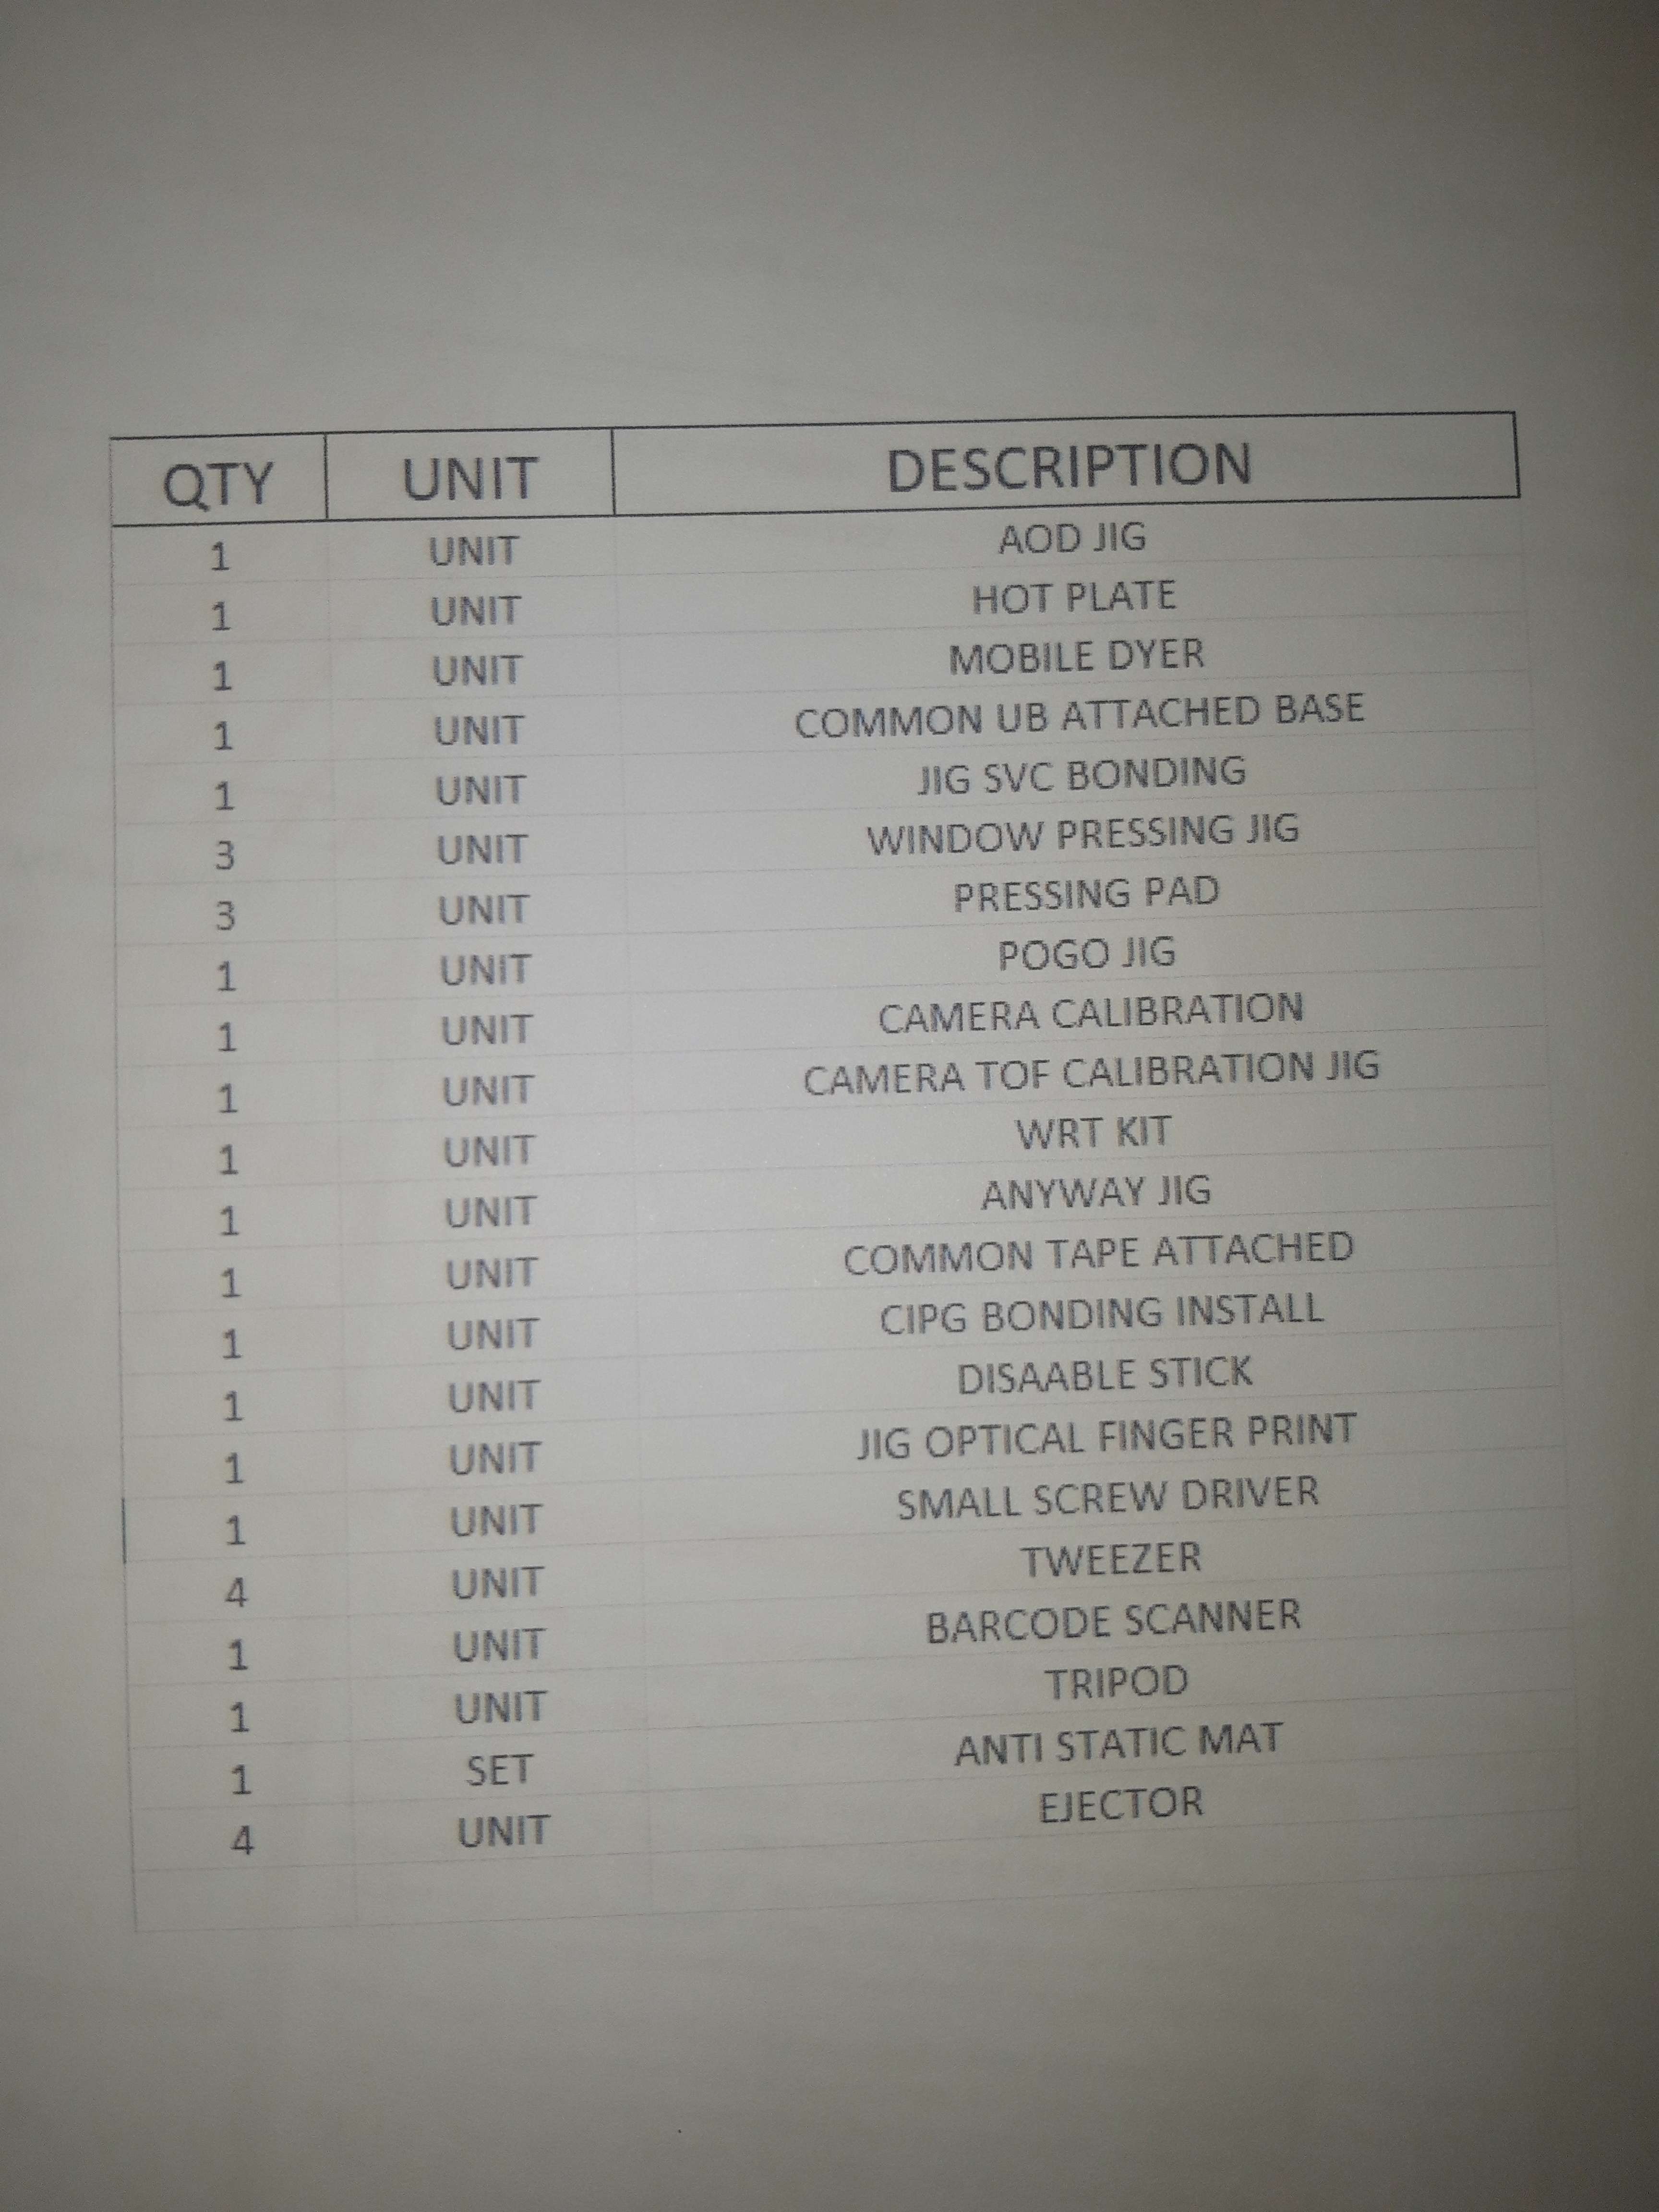 QTY UNIT DESCRIPTION
1 UNIT AOD JIG
1 UNIT HOT PLATE
1 UNIT MOBILE DYER
1 UNIT COMMON UB ATTACHED BASE
1 UNIT JIG SVC BONDING
3 UNIT WINDOW PRESSING JIG
3 UNIT PRESSING PAD
1 UNIT POGO JIG
1 UNIT CAMERA CALIBRATION
1 UNIT CAMERA TOF CALIBRATION JIG
1 UNIT WRT KIT
1 UNIT ANYWAY JIG
1 UNIT COMMON TAPE ATTACHED
1 UNIT CIPG BONDING INSTALL
1 UNIT DISAABLE STICK
1 UNIT JIG OPTICAL FINGER PRINT
1 UNIT SMALL SCREW DRIVER
4 UNIT TWEEZER
1 UNIT BARCODE SCANNER
1 UNIT TRIPOD
1 SET ANTI STATIC MAT
4 UNIT EJECTOR